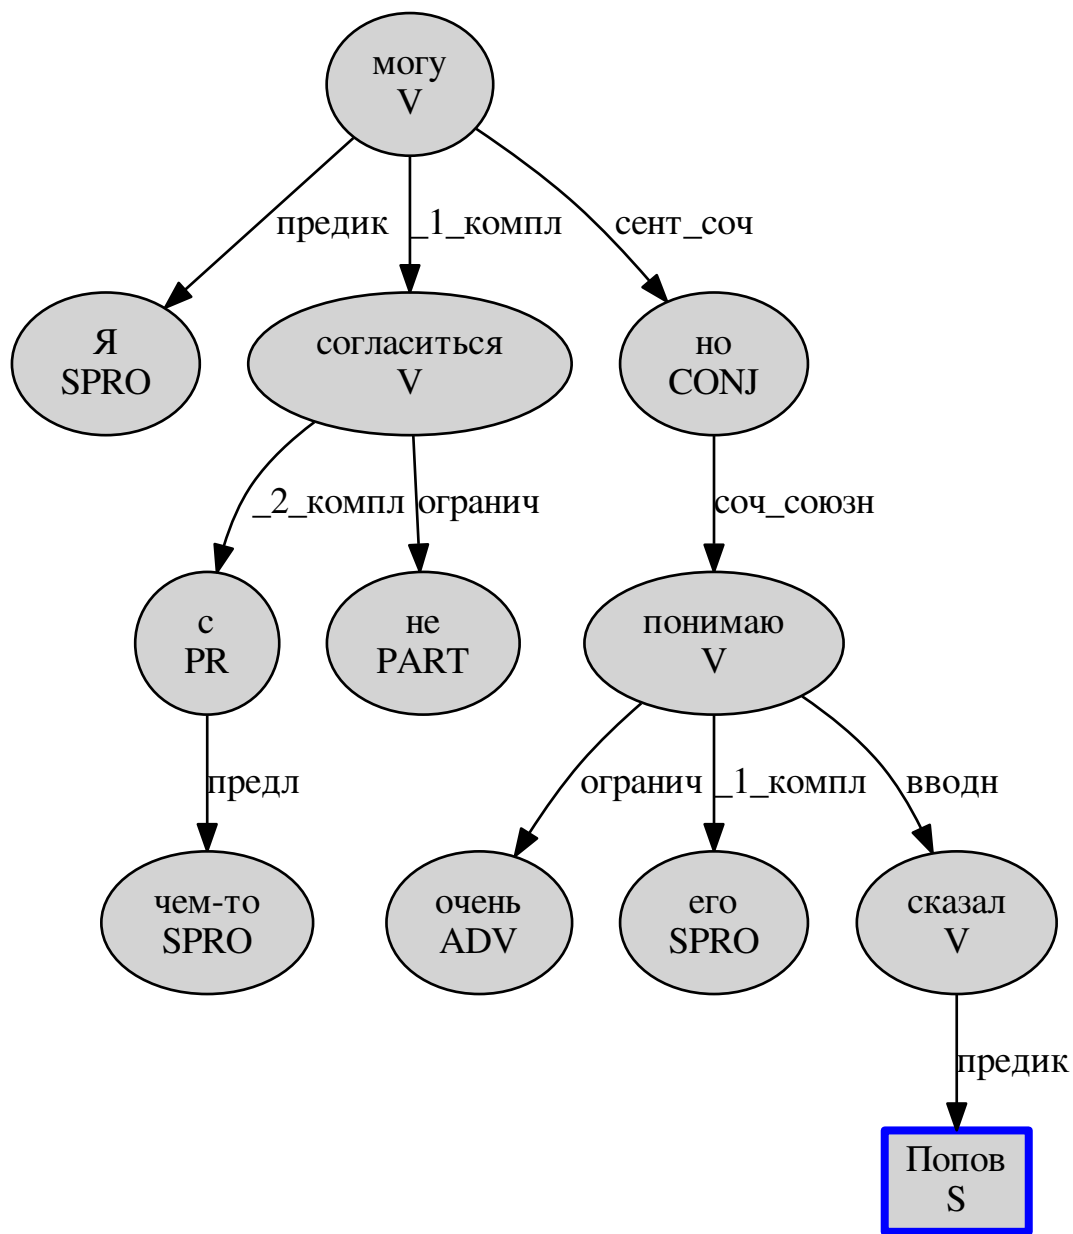 могу
V
предик
_1_компл
сент_соч
Я
SPRO
согласиться
V
но
CONJ
_2_компл
огранич
соч_союзн
с
PR
не
PART
понимаю
V
предл
огранич
_1_компл
вводн
чем-то
SPRO
очень
ADV
его
SPRO
сказал
V
предик
Попов
S